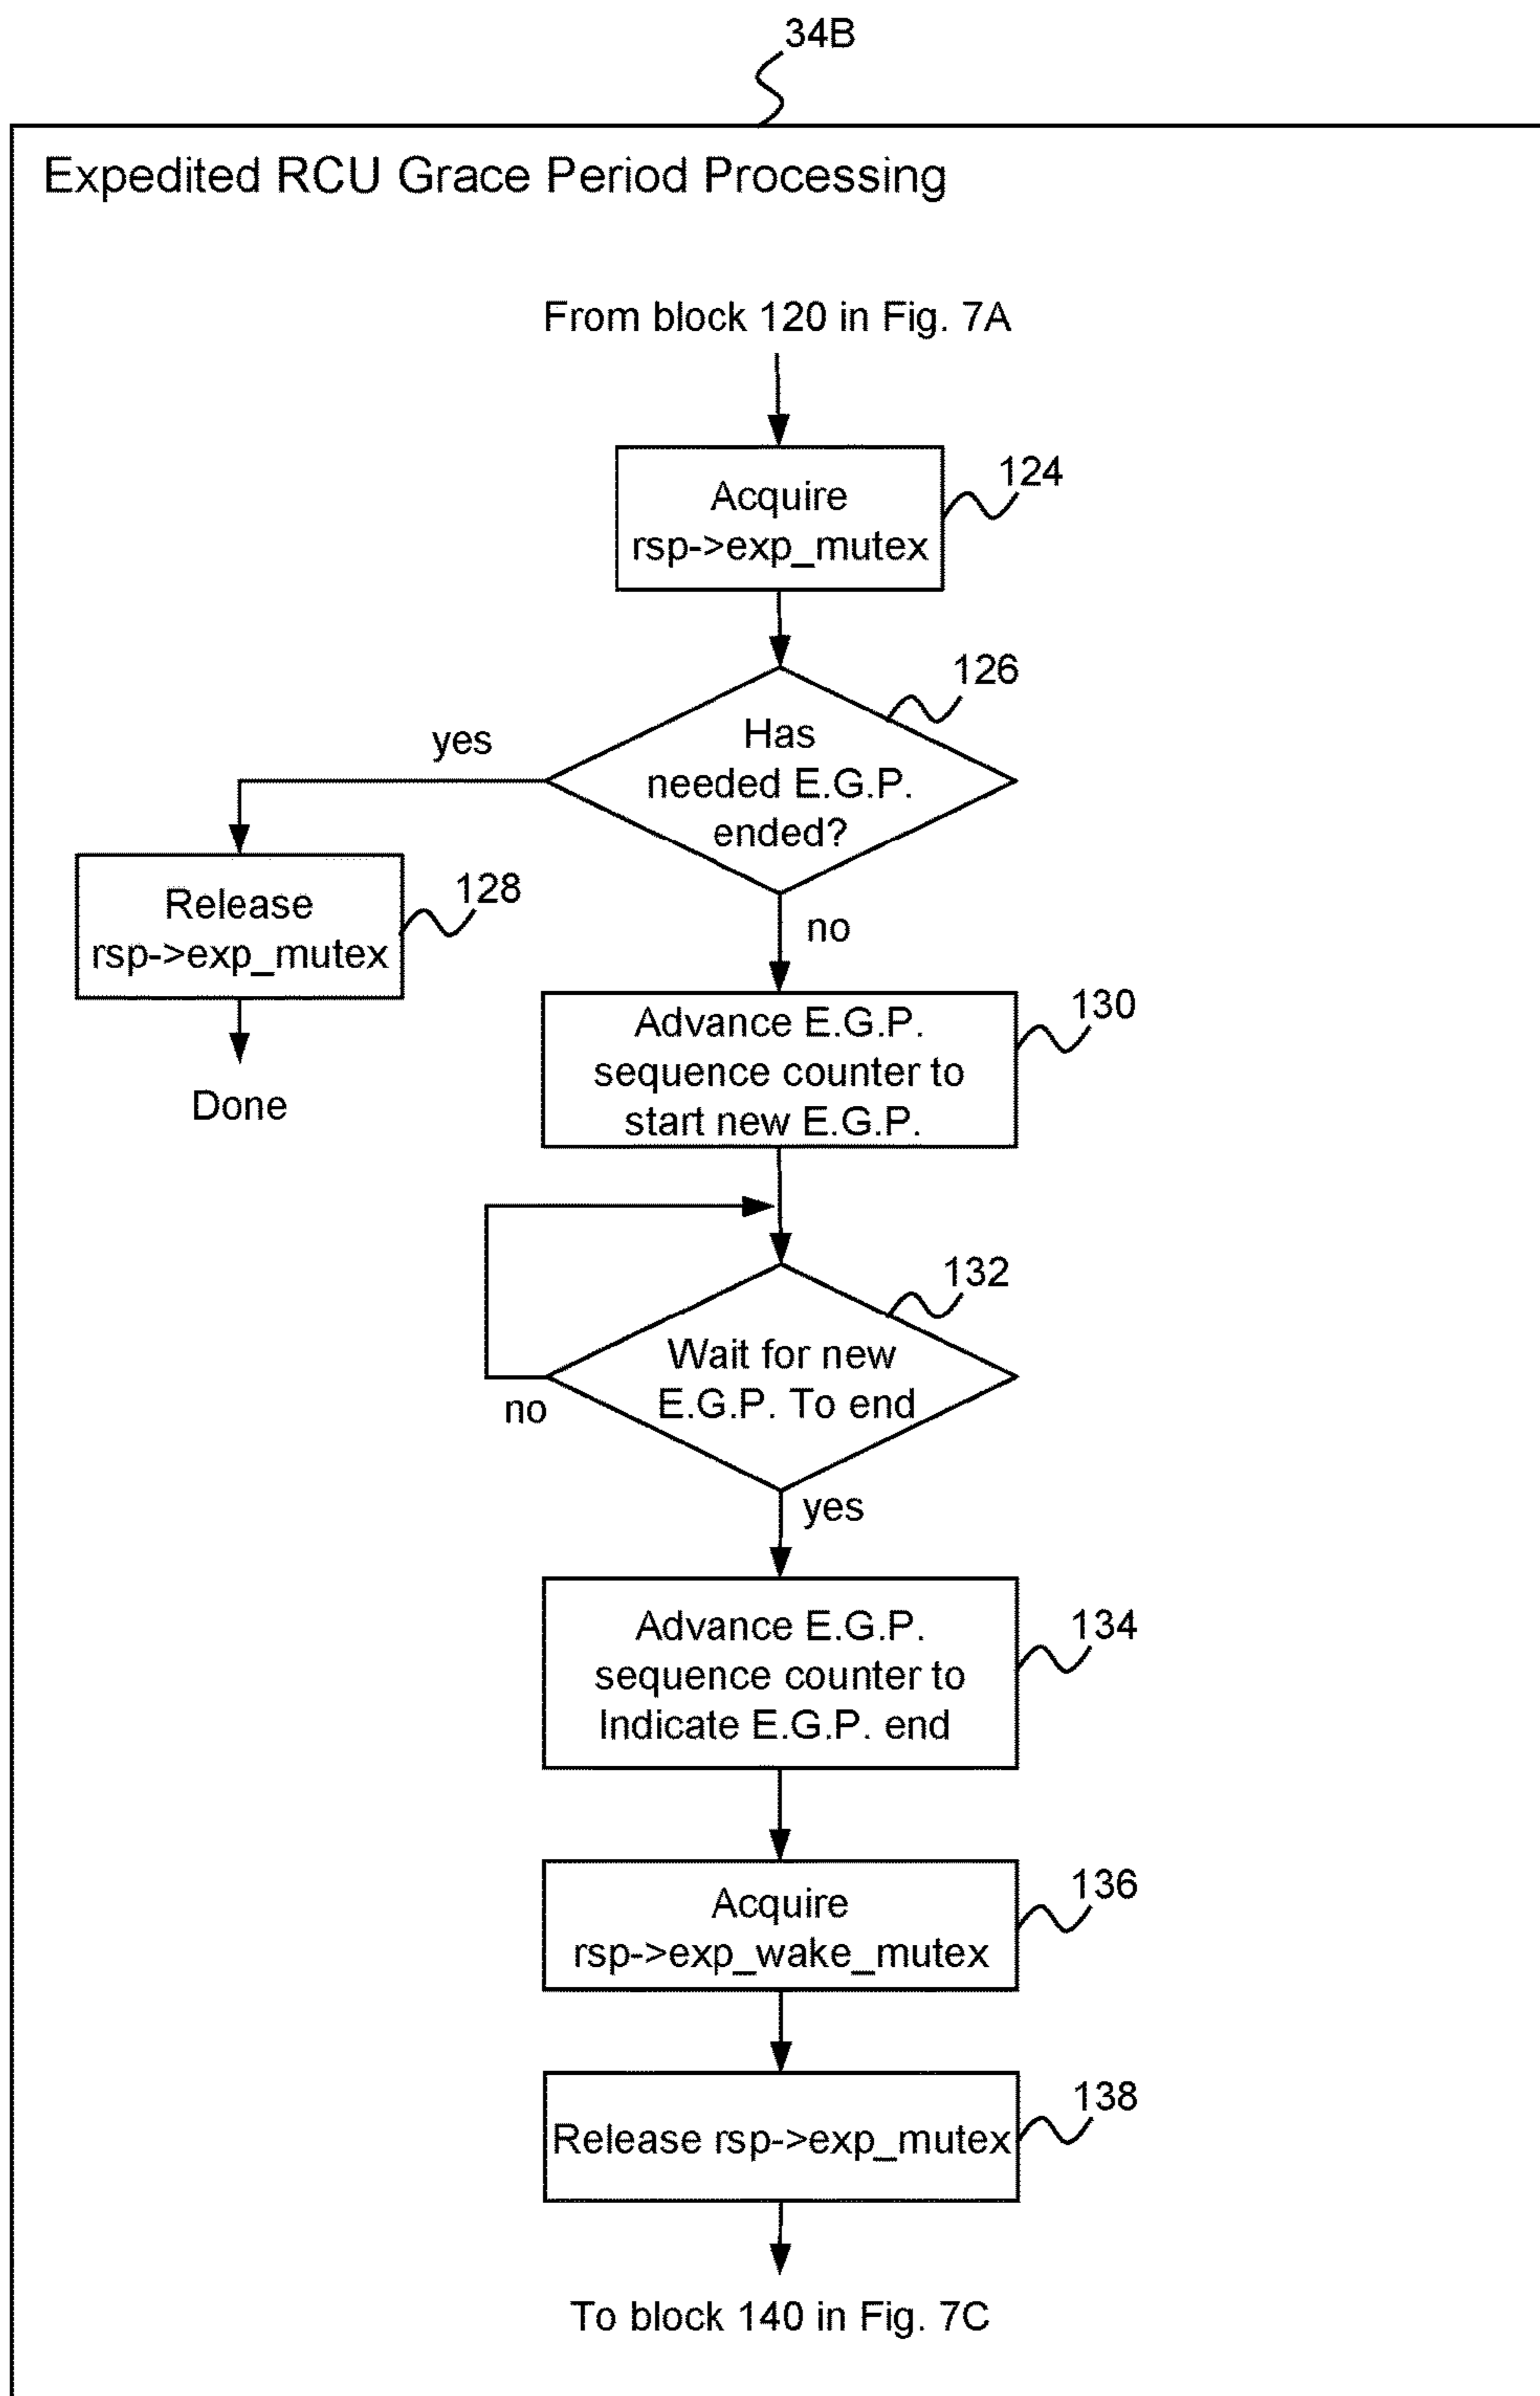 34B
Expedited RCU Grace Period Processing
From block 120 in Fig. 7A
Acquire
rsp->exp_mutex
124
126
Has
needed E.G.P.
ended?
yes
Release
rsp->exp_mutex
128
Done
no
Advance E.G.P.
sequence counter to
start new E.G.P.
130
132
Wait for new
E.G.P. To end
no
yes
Advance E.G.P.
sequence counter to
Indicate E.G.P. end
134
Acquire
rsp->exp_wake_mutex
136
Release rsp->exp_mutex
138
To block 140 in Fig. 7C